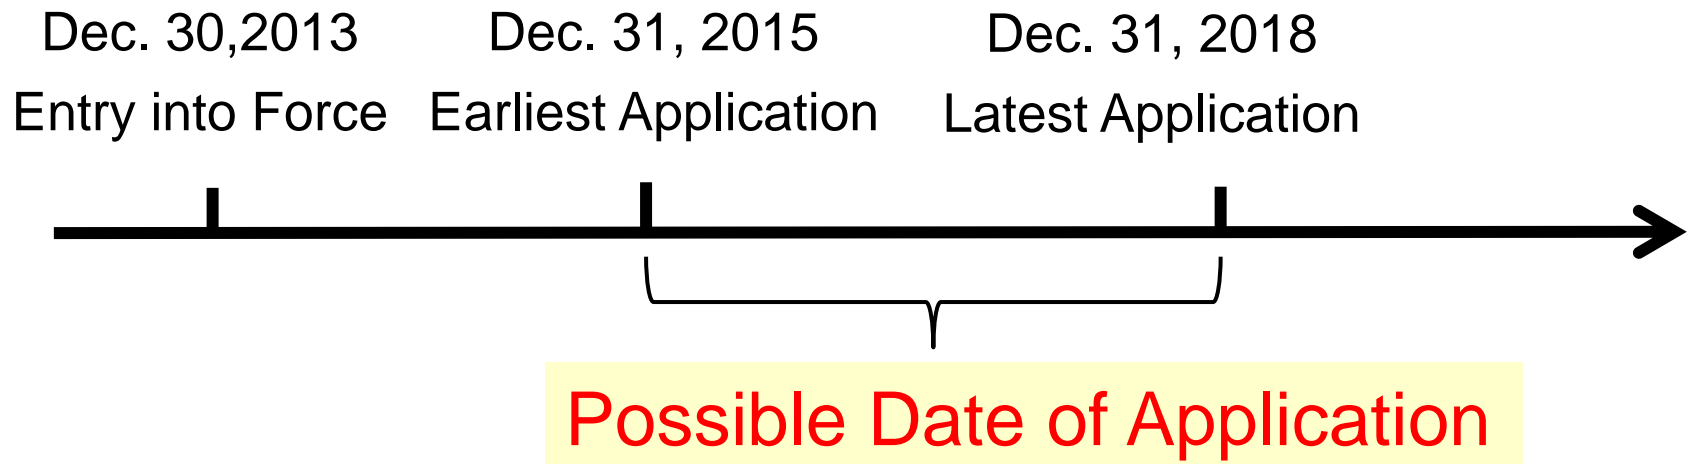 Dec. 30,2013
Entry into Force
Dec. 31, 2015
Earliest Application
Dec. 31, 2018
Latest Application
Possible Date of Application